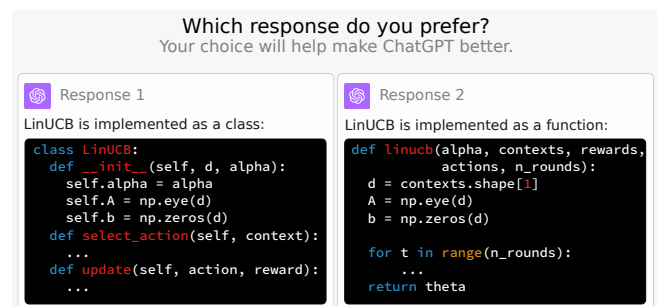 Which response do you prefer?
Your choice will help make ChatGPT better.
Response 1
LinUCB is implemented as a class:
class LinUCB:
  def __init__(self, d, alpha):
    self.alpha = alpha
    self.A = np.eye(d)
    self.b = np.zeros(d)
  def select_action(self, context):
    ...
  def update(self, action, reward):
    ...
Response 2
LinUCB is implemented as a function:
def linucb(alpha, contexts, rewards,
           actions, n_rounds):
  d = contexts.shape[1]
  A = np.eye(d)
  b = np.zeros(d)
  for t in range(n_rounds):
      ...
  return theta